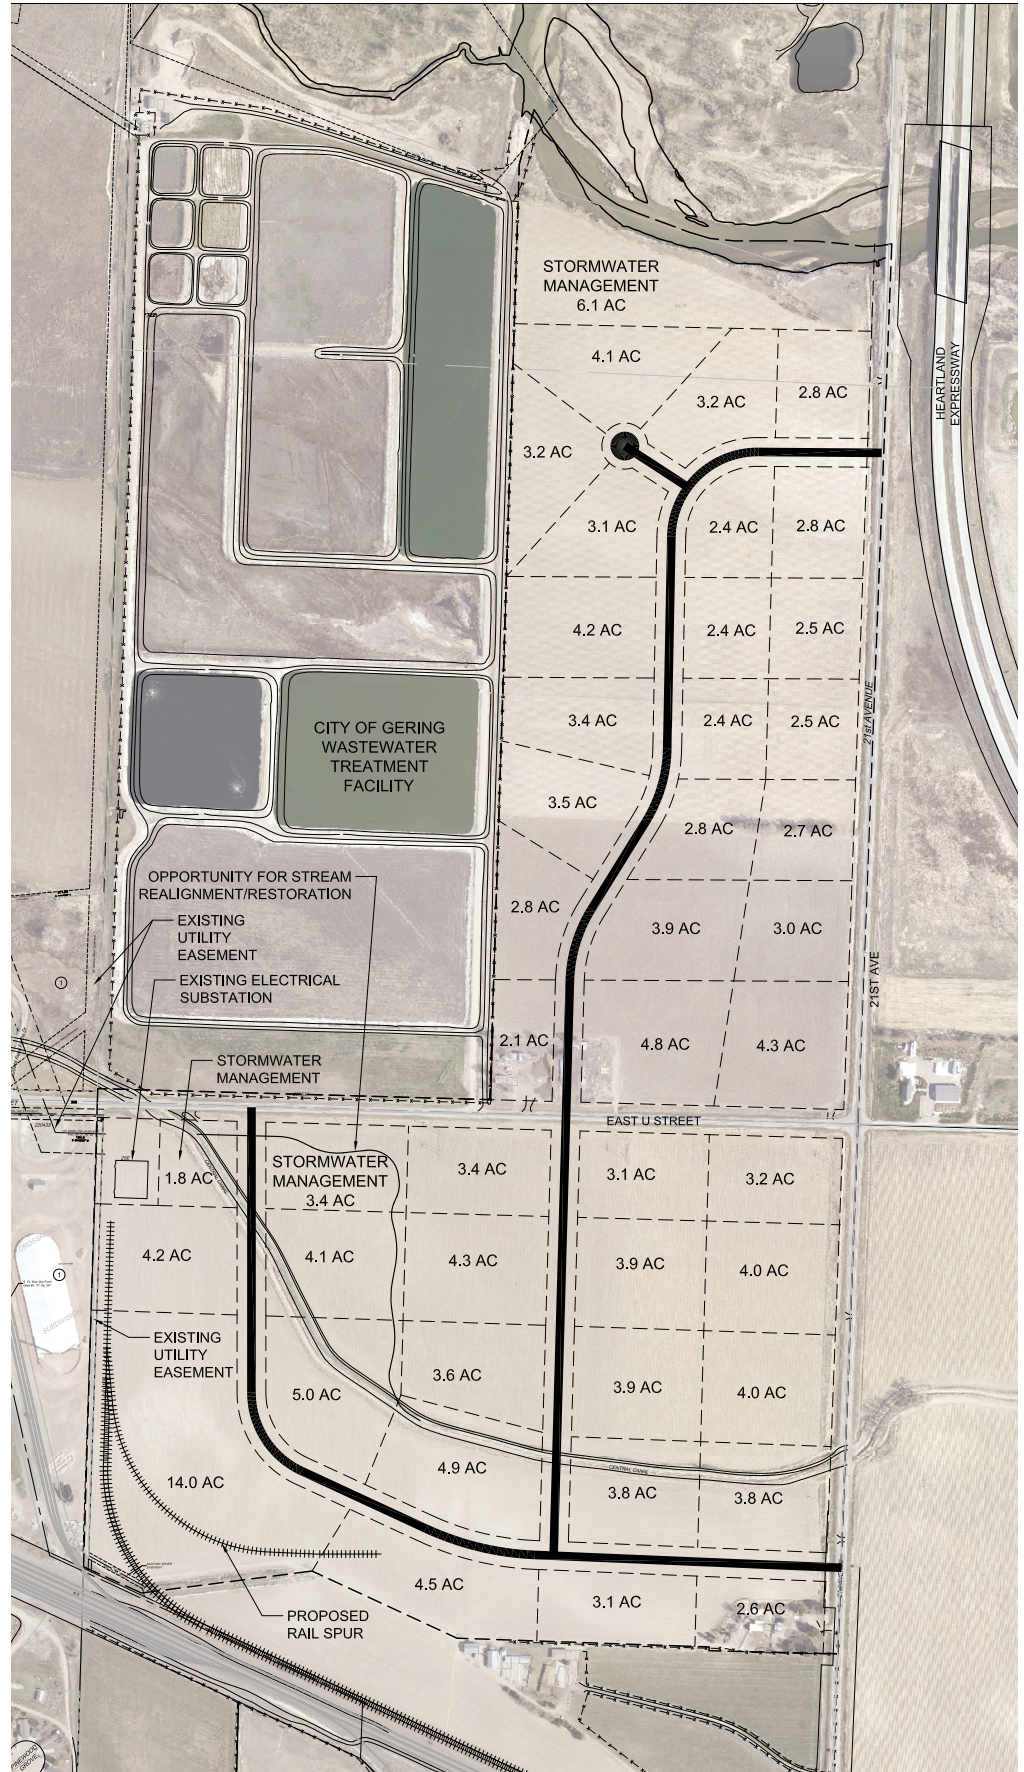 STORMWATER
MANAGEMENT
6.1 AC
4.1 AC
3.2 AC
2.8 AC
HEARTLAND
EXPRESSWAY
3.2 AC
3.1 AC
2.4 AC
2.8 AC
4.2 AC
2.4 AC
2.5 AC
3.4 AC
2.4 AC
2.5 AC
21st AVENUE
CITY OF GERING
WASTEWATER
TREATMENT
FACILITY
3.5 AC
2.8 AC
2.7 AC
OPPORTUNITY FOR STREAM
REALIGNMENT/RESTORATION
2.8 AC
EXISTING
UTILITY
EASEMENT
3.9 AC
3.0 AC
1
EXISTING ELECTRICAL
SUBSTATION
21ST AVE
2.1 AC
4.8 AC
4.3 AC
STORMWATER
MANAGEMENT
EAST U STREET
1.8 AC
STORMWATER
MANAGEMENT
3.4 AC
3.4 AC
3.1 AC
3.2 AC
4.2 AC
4.1 AC
4.3 AC
3.9 AC
4.0 AC
1
SUBDIVISION
EXISTING
UTILITY
EASEMENT
5.0 AC
3.6 AC
3.9 AC
4.0 AC
14.0 AC
4.9 AC
CENTRAL CANAL
3.8 AC
3.8 AC
4.5 AC
3.1 AC
2.6 AC
PROPOSED
RAIL SPUR
PINEWOOD
GROVE